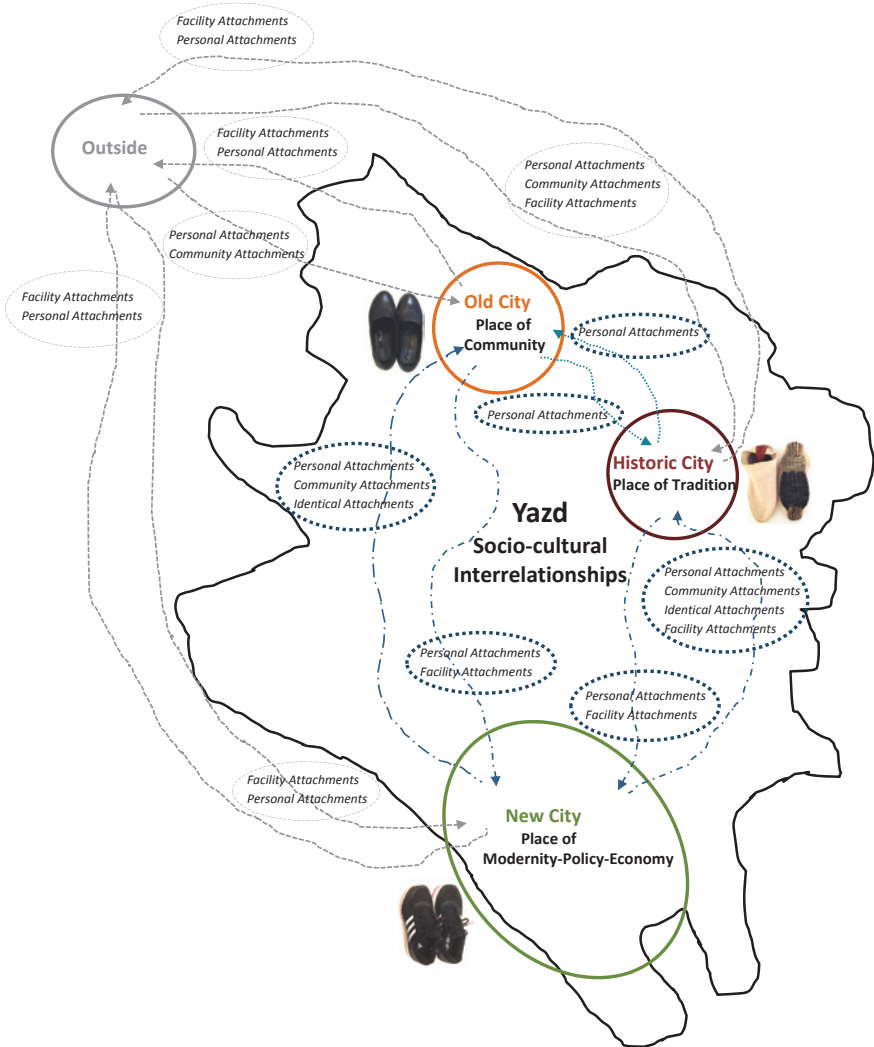 Facility Attachments
Personal Attachments
Outside
Facility Attachments
Personal Attachments
Personal Attachments
Community Attachments
Facility Attachments
Personal Attachments
Community Attachments
Facility Attachments
Personal Attachments
Old City
Place of
Community
Personal Attachments
Personal Attachments
Historic City
Place of Tradition
Personal Attachments
Community Attachments
Identical Attachments
Yazd
Socio-cultural
Interrelationships
Personal Attachments
Community Attachments
Identical Attachments
Facility Attachments
Personal Attachments
Facility Attachments
Personal Attachments
Facility Attachments
Facility Attachments
Personal Attachments
New City
Place of
Modernity-Policy-Economy